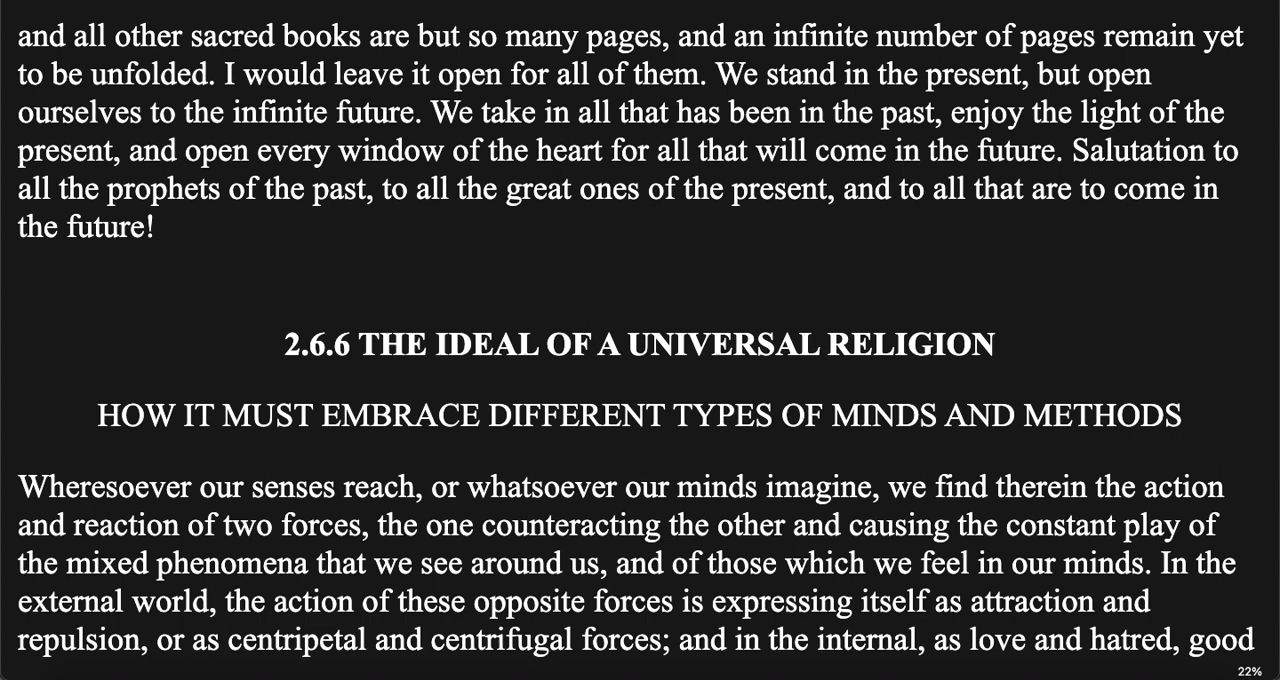 and all other sacred books are but so many pages, and an infinite number of pages remain yet
to be unfolded. I would leave it open for all of them. We stand in the present, but open
ourselves to the infinite future. We take in all that has been in the past, enjoy the light of the
present, and open every window of the heart for all that will come in the future. Salutation to
all the prophets of the past, to all the great ones of the present, and to all that are to come in
the future!
2.6.6 THE IDEAL OF A UNIVERSAL RELIGION
HOW IT MUST EMBRACE DIFFERENT TYPES OF MINDS AND METHODS
Wheresoever our senses reach, or whatsoever our minds imagine, we find therein the action
and reaction of two forces, the one counteracting the other and causing the constant play of
the mixed phenomena that we see around us, and of those which we feel in our minds. In the
external world, the action of these opposite forces is expressing itself as attraction and
repulsion, or as centripetal and centrifugal forces; and in the internal, as love and hatred, good
22%